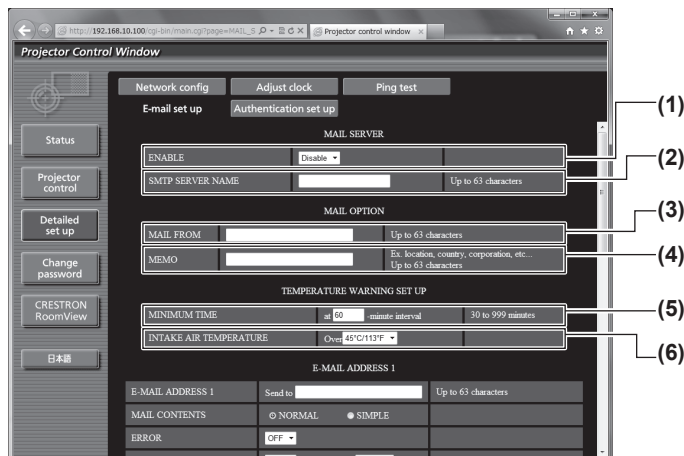 http://192.168.10.100/cgi-bin/main.cgi?page=MAIL_S
Projector control window
Projector Control Window
Network config
Adjust clock
Ping test
E-mail set up
Authentication set up
Status
Projector control
Detailed set up
Change password
CRESTRON RoomView
日本語
MAIL SERVER
ENABLE Disable
(1)
SMTP SERVER NAME Up to 63 characters
(2)
MAIL OPTION
MAIL FROM Up to 63 characters
(3)
MEMO Ex. location, country, corporation, etc...
Up to 63 characters
(4)
TEMPERATURE WARNING SET UP
MINIMUM TIME at 60 -minute interval 30 to 999 minutes
(5)
INTAKE AIR TEMPERATURE Over 45°C/113°F
(6)
E-MAIL ADDRESS 1
E-MAIL ADDRESS 1 Send to Up to 63 characters
MAIL CONTENTS NORMAL SIMPLE
ERROR OFF